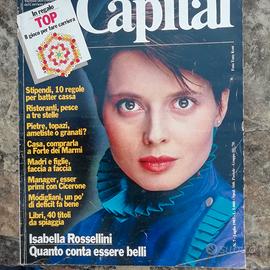 In regalo
TOP
Il gioco per fare carriera
Capital
Stipendi, 10 regole
per batter cassa
Ristoranti, pesce
a tre stelle
Pietre, topazi,
ametiste o granati?
Casa, comprarla
a Forte dei Marmi
Madri e figlie,
faccia a faccia
Manager, esser
primi con Cicerone
Modigliani, un po'
di deficit fa bene
Libri, 40 titoli
da spiaggia
Isabella Rossellini
Quanto conta essere belli